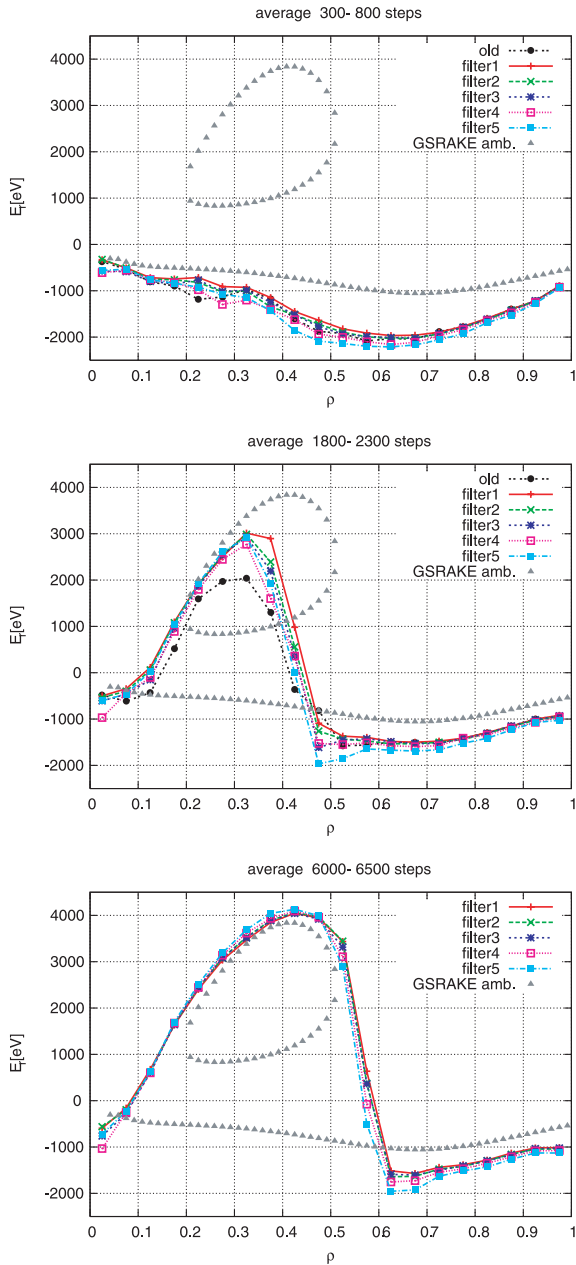 average 300- 800 steps
Er[eV]
4000
3000
2000
1000
0
-1000
-2000
old
filter1
filter2
filter3
filter4
filter5
GSRAKE amb.
0 0.1 0.2 0.3 0.4 0.5 0.6 0.7 0.8 0.9 1
ρ
average 1800- 2300 steps
Er[eV]
4000
3000
2000
1000
0
-1000
-2000
old
filter1
filter2
filter3
filter4
filter5
GSRAKE amb.
0 0.1 0.2 0.3 0.4 0.5 0.6 0.7 0.8 0.9 1
ρ
average 6000- 6500 steps
Er[eV]
4000
3000
2000
1000
0
-1000
-2000
filter1
filter2
filter3
filter4
filter5
GSRAKE amb.
0 0.1 0.2 0.3 0.4 0.5 0.6 0.7 0.8 0.9 1
ρ